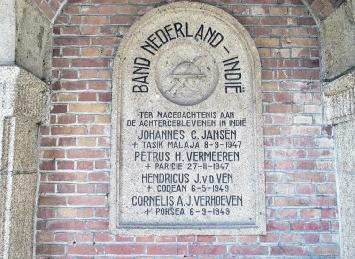 BAND NEDERLAND - INDIË
TER NAGEDACHTENIS AAN
DE ACHTERGEBLEVENEN IN INDIË
JOHANNES C. JANSEN
+ TASIK MALAJA 8-9-1947
PETRUS H. VERMEEREN
+ PARCIE 27-11-1947
HENDRICUS J. v.D VEN
+ CODEAN 6-5-1949
CORNELIS A.J. VERHOEVEN
+ PORSEA 6-9-1949